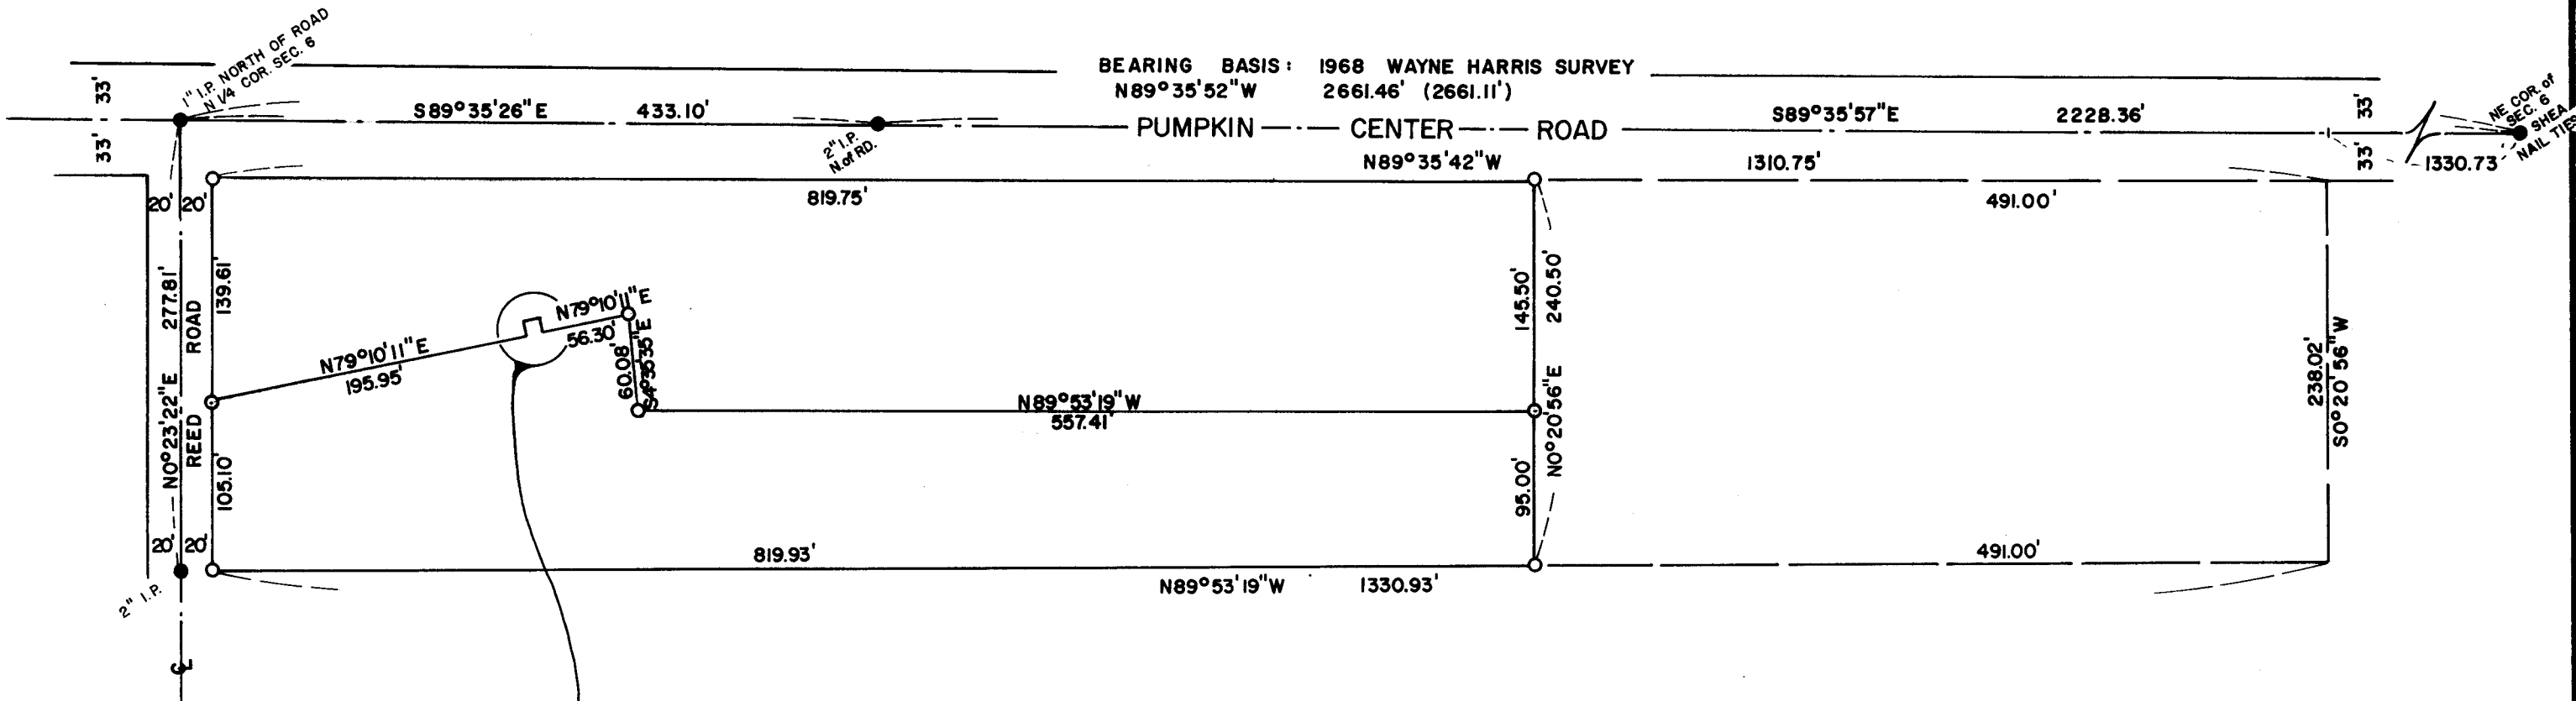 1" I.P. NORTH OF ROAD
N 1/4 COR. SEC. 6
BEARING BASIS: 1968 WAYNE HARRIS SURVEY
N89°35'52"W 2661.46' (2661.11')
33'
33'
S89°35'26"E 433.10'
2" I.P.
N. of RD.
PUMPKIN CENTER ROAD
S89°35'57"E 2228.36'
33'
33'
NE COR. of
SEC. 6
SHEA
NAIL TIES
1330.73'
N89°35'42"W 1310.75'
819.75'
491.00'
20' 20'
N0°23'22"E 277.81'
REED ROAD
139.61'
105.10'
N79°10'11"E
195.95'
N79°10'11"E
56.30'
60.08'
S4°35'35"E
N89°53'19"W
557.41'
145.50'
240.50'
95.00'
N0°20'56"E
238.02'
S0°20'56"W
20' 20'
2" I.P.
819.93'
491.00'
N89°53'19"W 1330.93'
℄